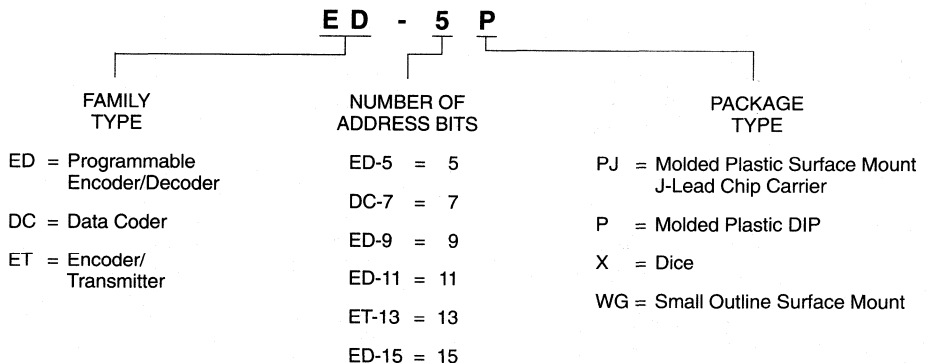 ED - 5 P
FAMILY
TYPE
ED = Programmable
Encoder/Decoder
DC = Data Coder
ET = Encoder/
Transmitter
NUMBER OF
ADDRESS BITS
ED-5 = 5
DC-7 = 7
ED-9 = 9
ED-11 = 11
ET-13 = 13
ED-15 = 15
PACKAGE
TYPE
PJ = Molded Plastic Surface Mount
J-Lead Chip Carrier
P = Molded Plastic DIP
X = Dice
WG = Small Outline Surface Mount